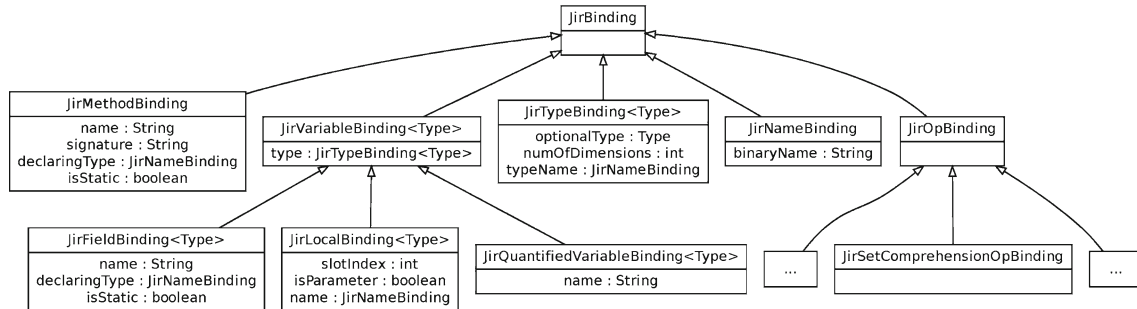 JirBinding
JirMethodBinding
name : String
signature : String
declaringType : JirNameBinding
isStatic : boolean
JirVariableBinding<Type>
type : JirTypeBinding<Type>
JirTypeBinding<Type>
optionalType : Type
numOfDimensions : int
typeName : JirNameBinding
JirNameBinding
binaryName : String
JirOpBinding
JirFieldBinding<Type>
name : String
declaringType : JirNameBinding
isStatic : boolean
JirLocalBinding<Type>
slotIndex : int
isParameter : boolean
name : JirNameBinding
JirQuantifiedVariableBinding<Type>
name : String
...
JirSetComprehensionOpBinding
...